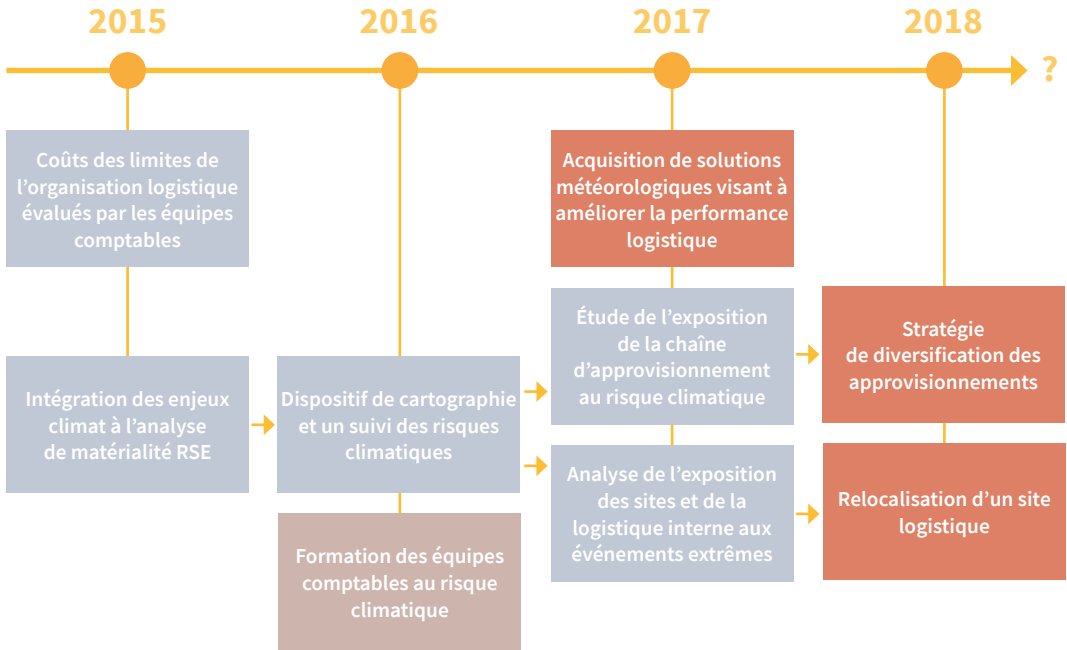 2015
2016
2017
2018
?
Coûts des limites de
l’organisation logistique
évalués par les équipes
comptables
Intégration des enjeux
climat à l’analyse
de matérialité RSE
Dispositif de cartographie
et un suivi des risques
climatiques
Formation des équipes
comptables au risque
climatique
Acquisition de solutions
météorologiques visant à
améliorer la performance
logistique
Étude de l’exposition
de la chaîne
d’approvisionnement
au risque climatique
Analyse de l’exposition
des sites et de la
logistique interne aux
événements extrêmes
Stratégie
de diversification des
approvisionnements
Relocalisation d’un site
logistique